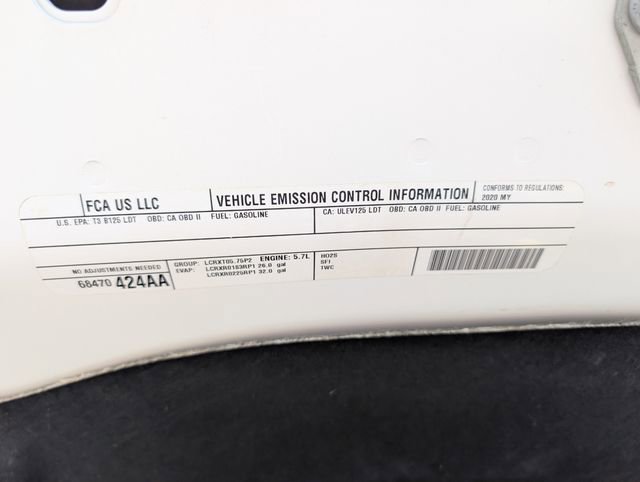 FCA US LLC
VEHICLE EMISSION CONTROL INFORMATION
CONFORMS TO REGULATIONS:
2020 MY
U.S. EPA: T3 B125 LDT OBD: CA OBD II FUEL: GASOLINE
CA: ULEV125 LDT OBD: CA OBD II FUEL: GASOLINE
NO ADJUSTMENTS NEEDED
68470 424AA
GROUP: LCRXT05.75P2 ENGINE: 5.7L
EVAP: LCRXR0183RP1 26.0 gal
LCRXR0225RP1 32.0 gal
HO2S
SFI
TWC